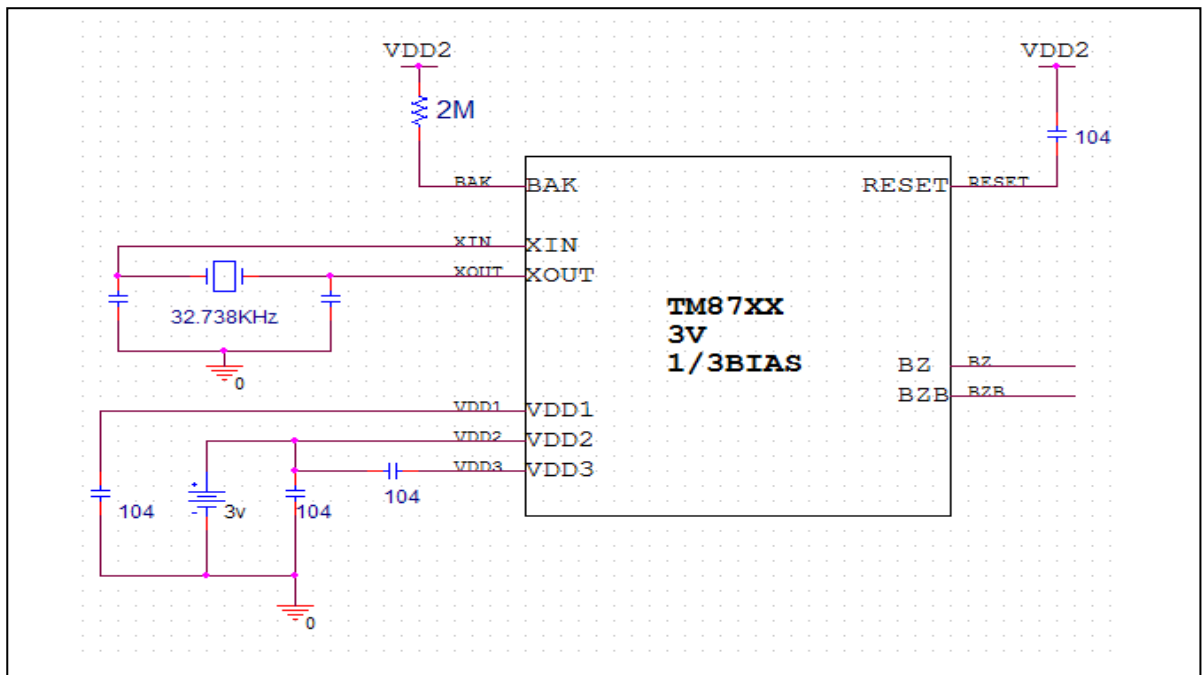 VDD2
VDD2
2M
104
BAK
BAK
RESET
RESET
XIN
XIN
XOUT
XOUT
32.738KHz
0
TM87XX
3V
1/3BIAS
BZ
BZ
BZB
BZB
VDD1
VDD1
VDD2
VDD2
VDD3
VDD3
104
104
+
-
3v
104
0